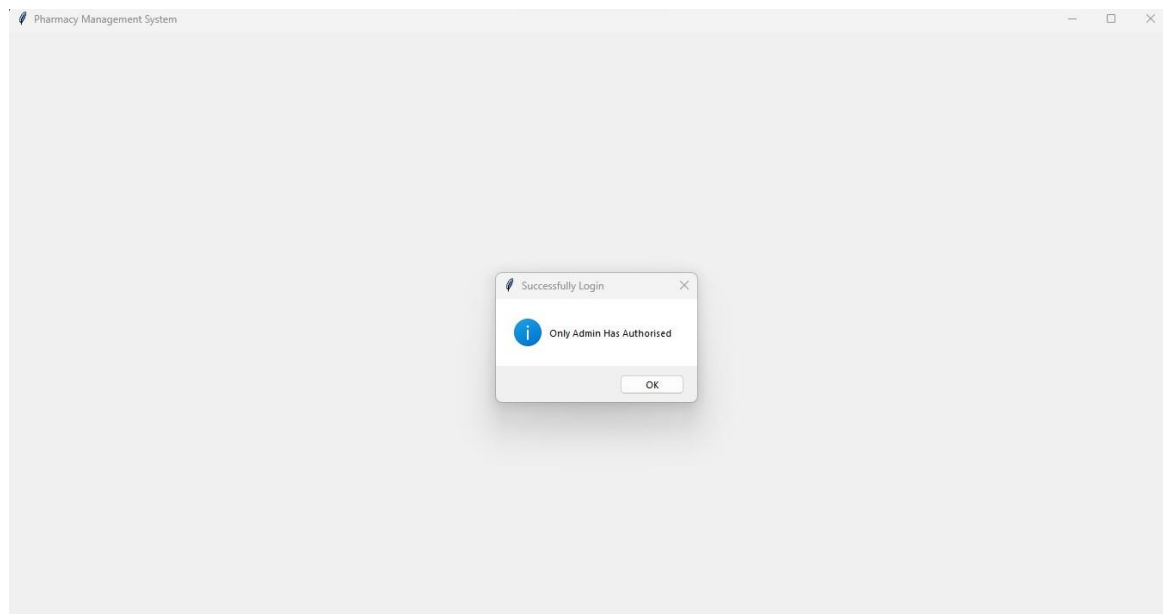 Pharmacy Management System
Successfully Login
Only Admin Has Authorised
OK